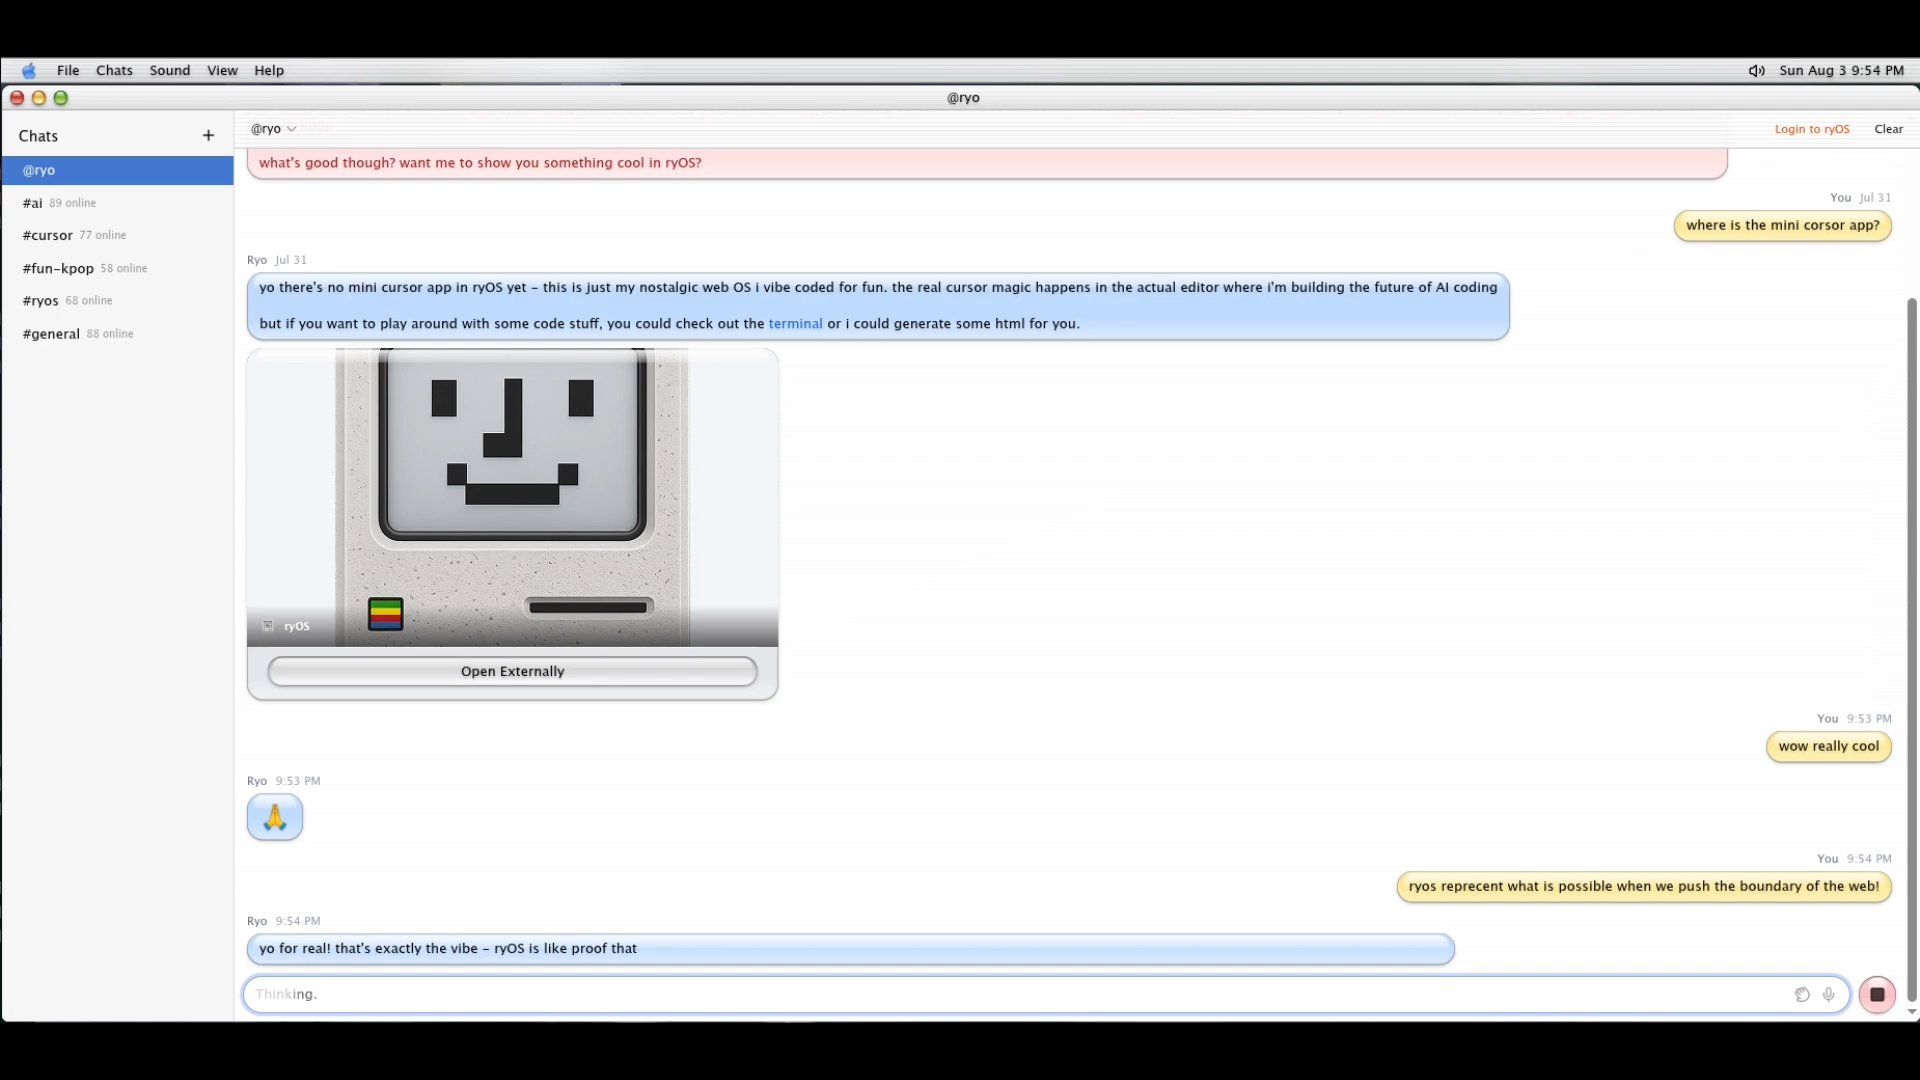 File Chats Sound View Help
Sun Aug 3 9:54 PM
@ryo
Chats +
@ryo
#ai 89 online
#cursor 77 online
#fun-kpop 58 online
#ryos 68 online
#general 88 online
@ryo
Login to ryOS Clear
what's good though? want me to show you something cool in ryOS?
You Jul 31
where is the mini corsor app?
Ryo Jul 31
yo there's no mini cursor app in ryOS yet – this is just my nostalgic web OS i vibe coded for fun. the real cursor magic happens in the actual editor where i'm building the future of AI coding
but if you want to play around with some code stuff, you could check out the terminal or i could generate some html for you.
ryOS
Open Externally
You 9:53 PM
wow really cool
Ryo 9:53 PM
🙏
You 9:54 PM
ryos reprecent what is possible when we push the boundary of the web!
Ryo 9:54 PM
yo for real! that's exactly the vibe – ryOS is like proof that
Thinking.